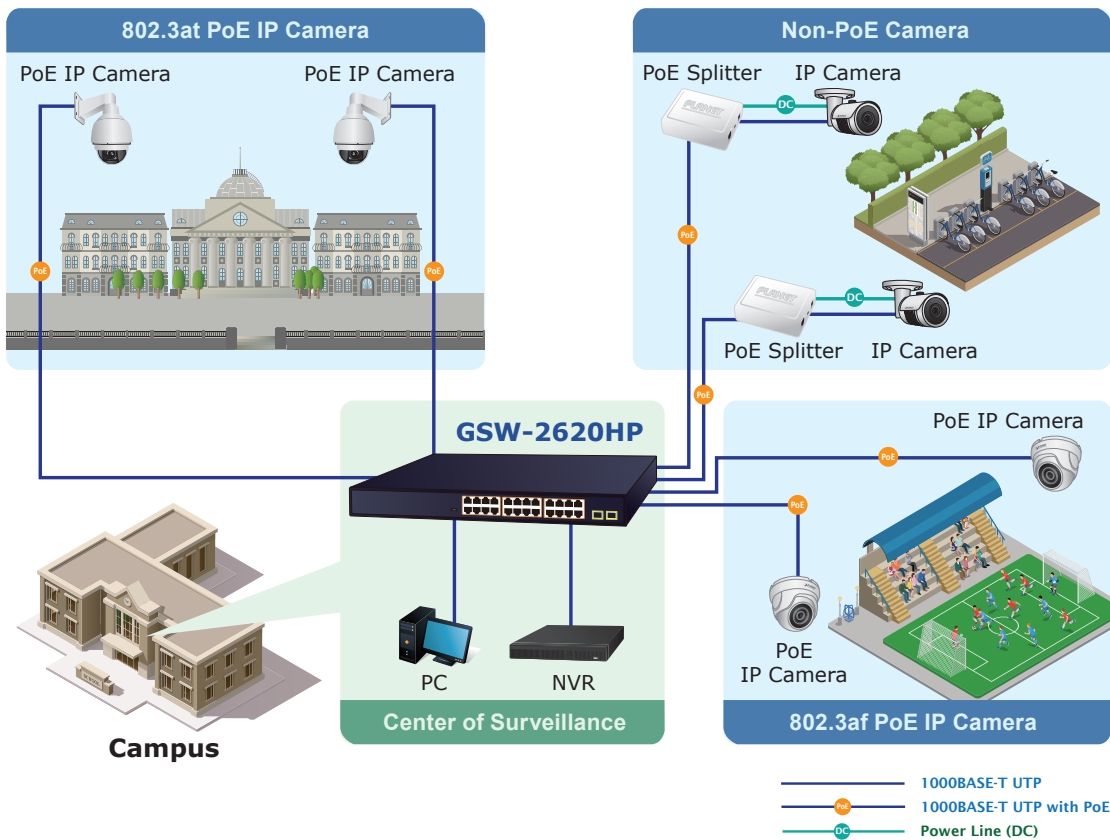 802.3at PoE IP Camera
PoE IP Camera
PoE IP Camera
PoE
PoE
Non-PoE Camera
PoE Splitter
IP Camera
PLANET
DC
PoE
PLANET
DC
PoE Splitter
IP Camera
PoE
GSW-2620HP
PC
NVR
Center of Surveillance
Campus
PoE IP Camera
PoE
PoE
PoE
IP Camera
802.3af PoE IP Camera
1000BASE-T UTP
PoE
1000BASE-T UTP with PoE
DC
Power Line (DC)